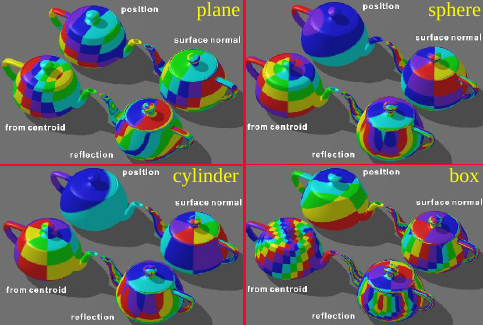 position
plane
surface normal
from centroid
reflection
position
sphere
surface normal
from centroid
reflection
position
cylinder
surface normal
from centroid
reflection
position
box
surface normal
from centroid
reflection